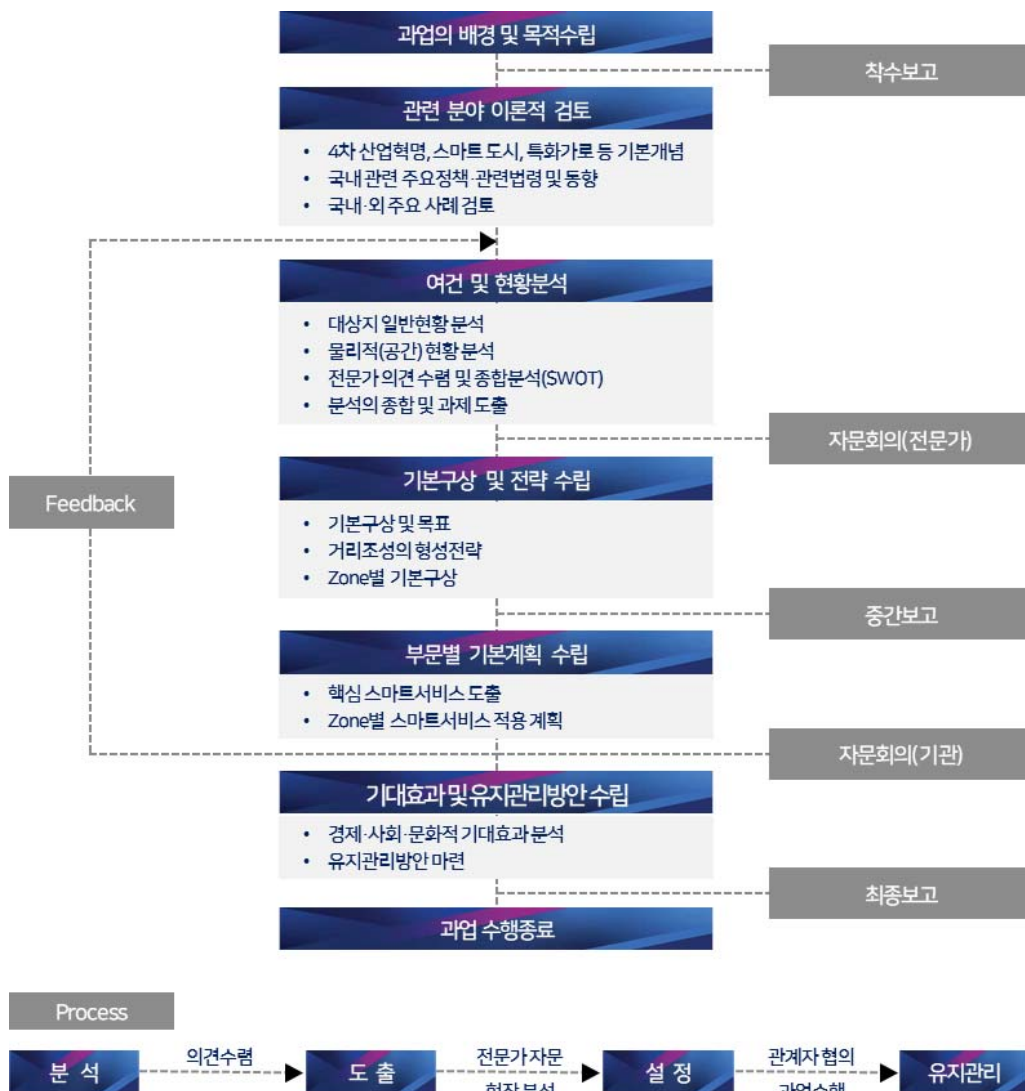 과업의 배경 및 목적수립
착수보고
관련 분야 이론적 검토
• 4차 산업혁명, 스마트 도시, 특화가로 등 기본개념
• 국내 관련 주요정책·관련법령 및 동향
• 국내·외 주요 사례 검토
여건 및 현황분석
• 대상지 일반현황 분석
• 물리적(공간) 현황 분석
• 전문가 의견 수렴 및 종합분석(SWOT)
• 분석의 종합 및 과제 도출
자문회의(전문가)
기본구상 및 전략 수립
Feedback
• 기본구상 및 목표
• 거리조성의 형성전략
• Zone별 기본구상
중간보고
부문별 기본계획 수립
• 핵심 스마트서비스 도출
• Zone별 스마트서비스 적용 계획
자문회의(기관)
기대효과 및 유지관리방안 수립
• 경제·사회·문화적 기대효과 분석
• 유지관리방안 마련
최종보고
과업 수행종료
Process
분 석
의견수렴
도 출
전문가 자문
현장 분석
설 정
관계자 협의
과업수행
유지관리